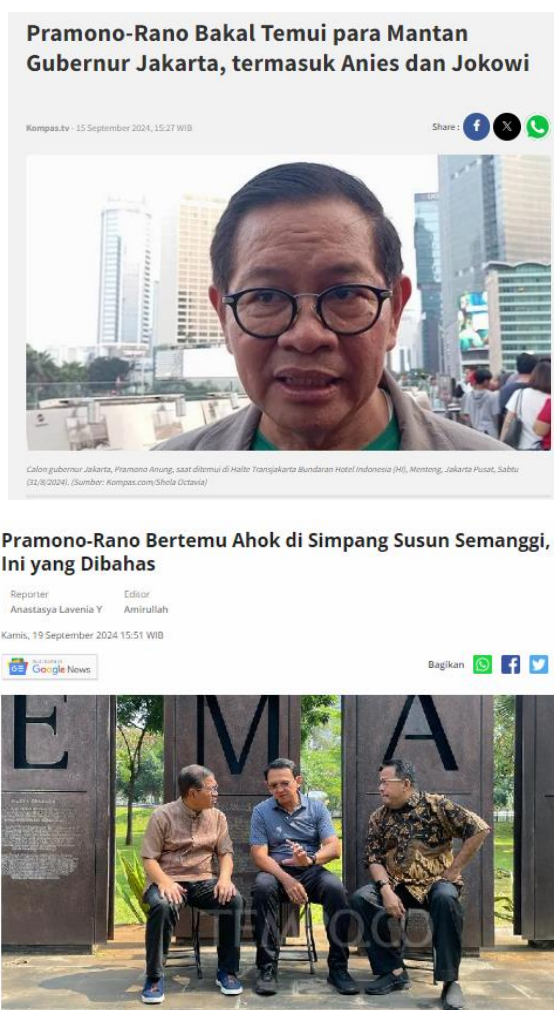 Pramono-Rano Bakal Temui para Mantan
Gubernur Jakarta, termasuk Anies dan Jokowi
Kompas.tv - 15 September 2024, 15:27 WIB
Share :
Calon gubernur Jakarta, Pramono Anung, saat ditemui di Halte Transjakarta Bundaran Hotel Indonesia (HI), Menteng, Jakarta Pusat, Sabtu
(31/8/2024). (Sumber: Kompas.com/Shela Octavia)
Pramono-Rano Bertemu Ahok di Simpang Susun Semanggi,
Ini yang Dibahas
Reporter Editor
Anastasya Lavenia Y Amirullah
Kamis, 19 September 2024 15:51 WIB
Google News
Bagikan
E M A
TEMPO.CO